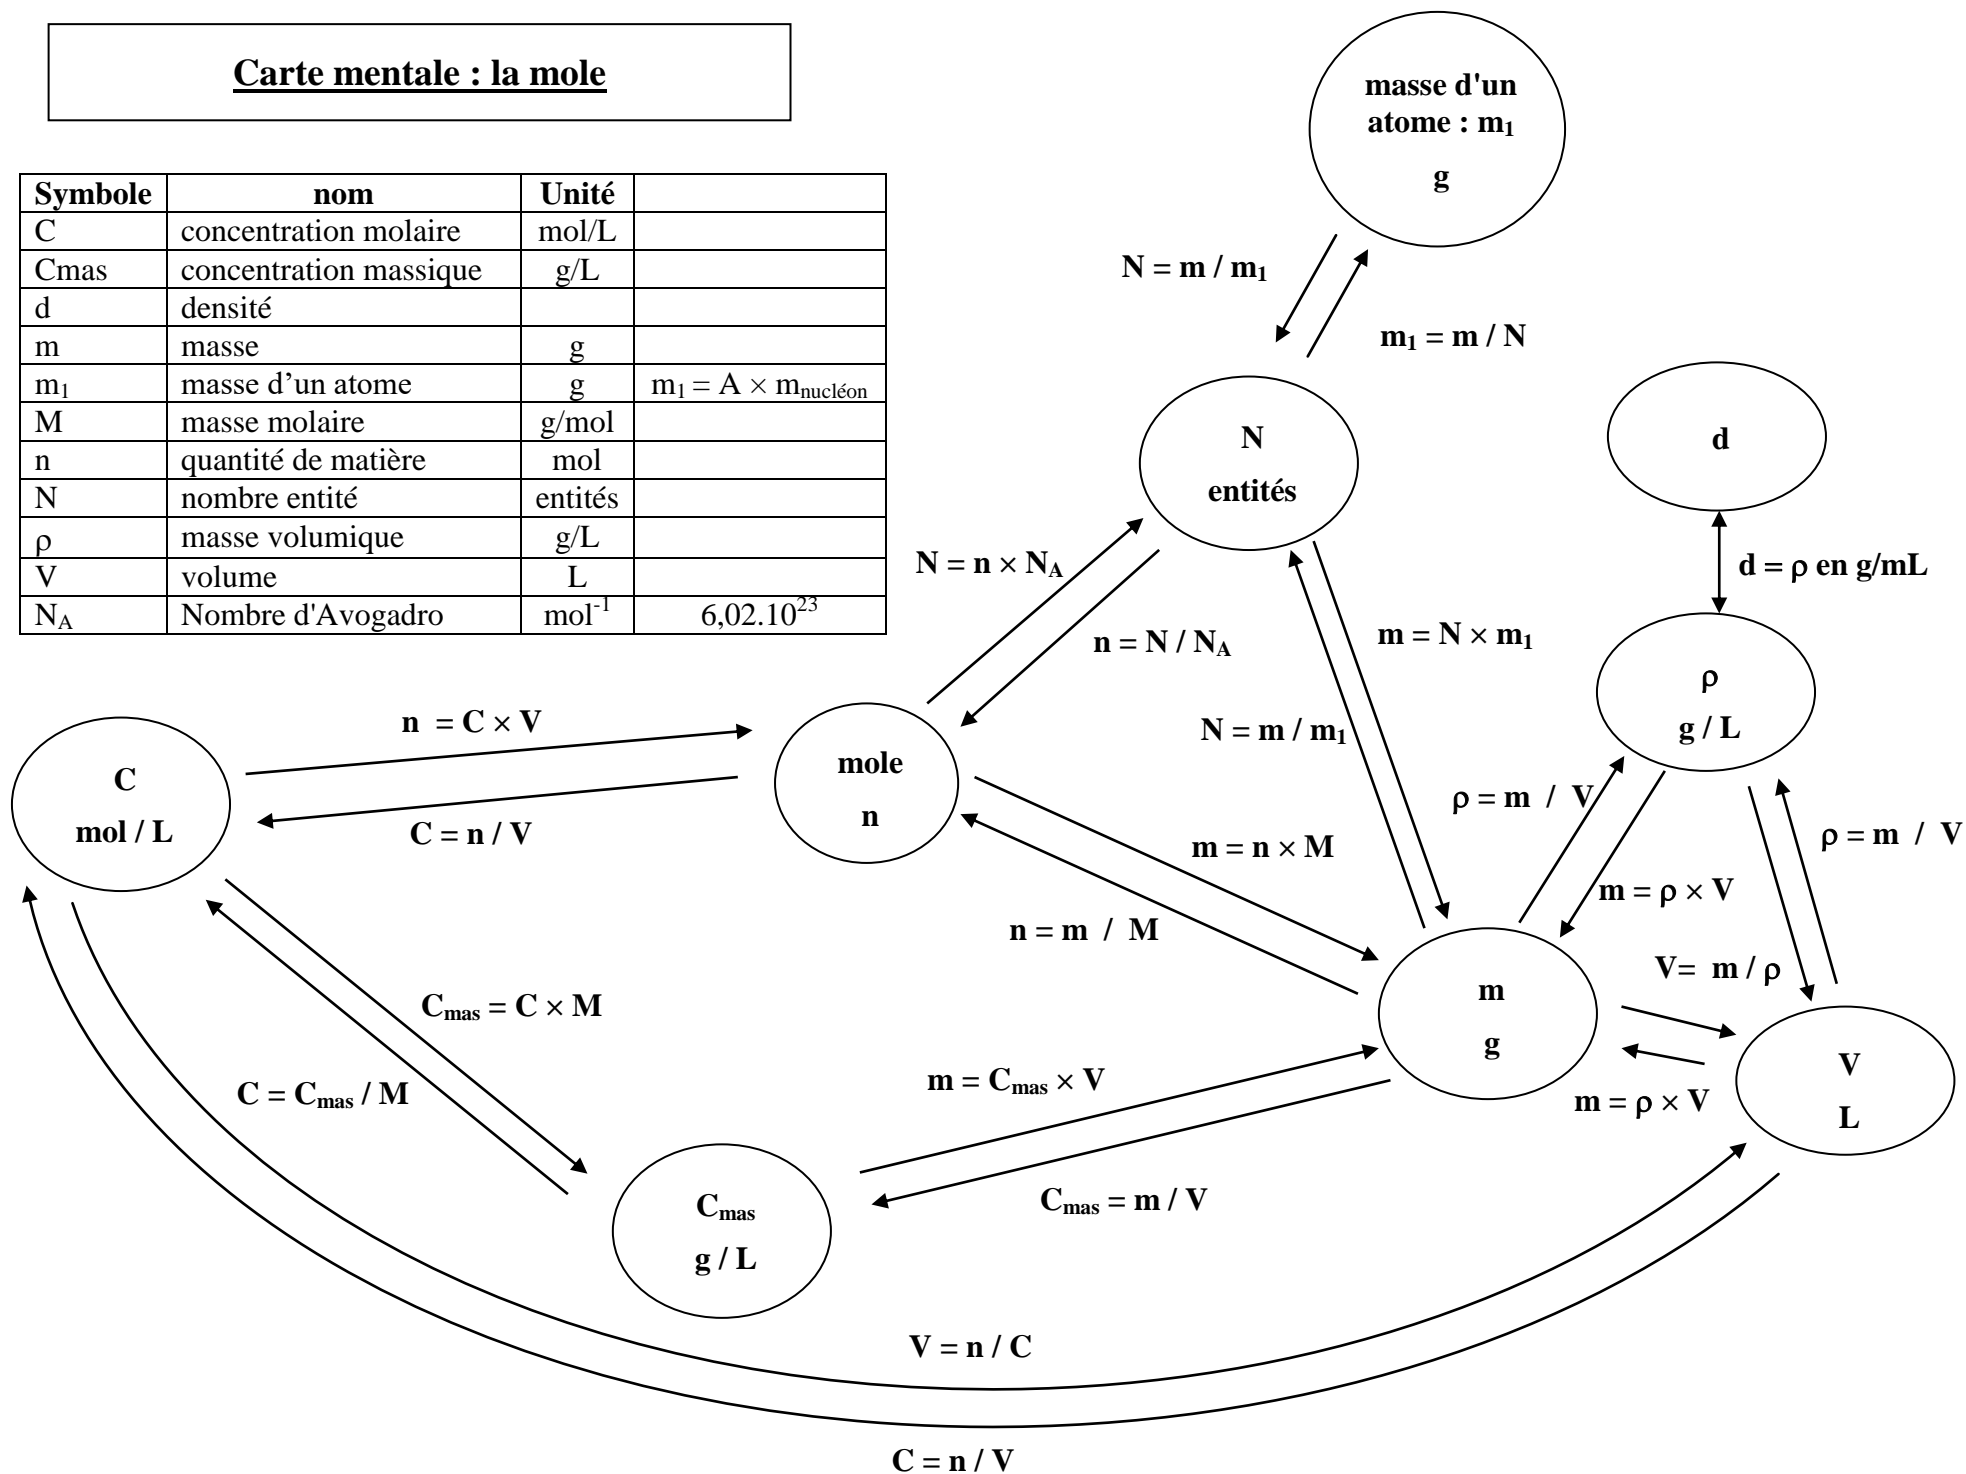 Carte mentale : la mole
masse d'un
atome : m₁
g
Symbole nom Unité
C concentration molaire mol/L
Cmas concentration massique g/L
d densité
m masse g
m₁ masse d’un atome g m₁ = A × mnucléon
M masse molaire g/mol
n quantité de matière mol
N nombre entité entités
ρ masse volumique g/L
V volume L
NA Nombre d'Avogadro mol⁻¹ 6,02.10²³
N = m / m₁
m₁ = m / N
N
entités
d
d = ρ en g/mL
N = n × NA
n = N / NA
m = N × m₁
N = m / m₁
ρ
g / L
n = C × V
C = n / V
C
mol / L
mole
n
m = n × M
n = m / M
ρ = m / V
m = ρ × V
ρ = m / V
V= m / ρ
m
g
m = ρ × V
V
L
Cmas = C × M
C = Cmas / M
m = Cmas × V
Cmas = m / V
Cmas
g / L
V = n / C
C = n / V